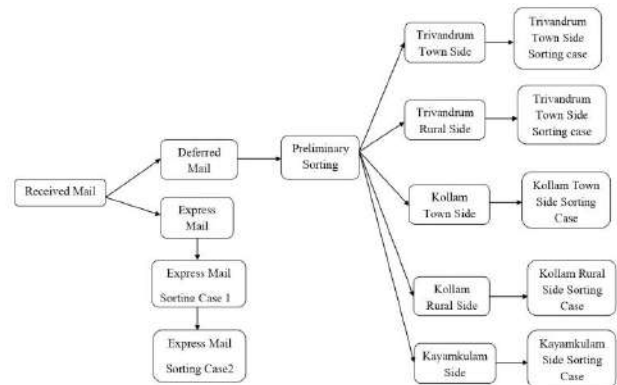 Received Mail
Deferred
Mail
Express
Mail
Express Mail
Sorting Case 1
Express Mail
Sorting Case2
Preliminary
Sorting
Trivandrum
Town Side
Trivandrum
Town Side
Sorting case
Trivandrum
Rural Side
Trivandrum
Town Side
Sorting case
Kollam
Town Side
Kollam Town
Side Sorting
Case
Kollam
Rural Side
Kollam Rural
Side Sorting
Case
Kayamkulam
Side
Kayamkulam
Side Sorting
Case